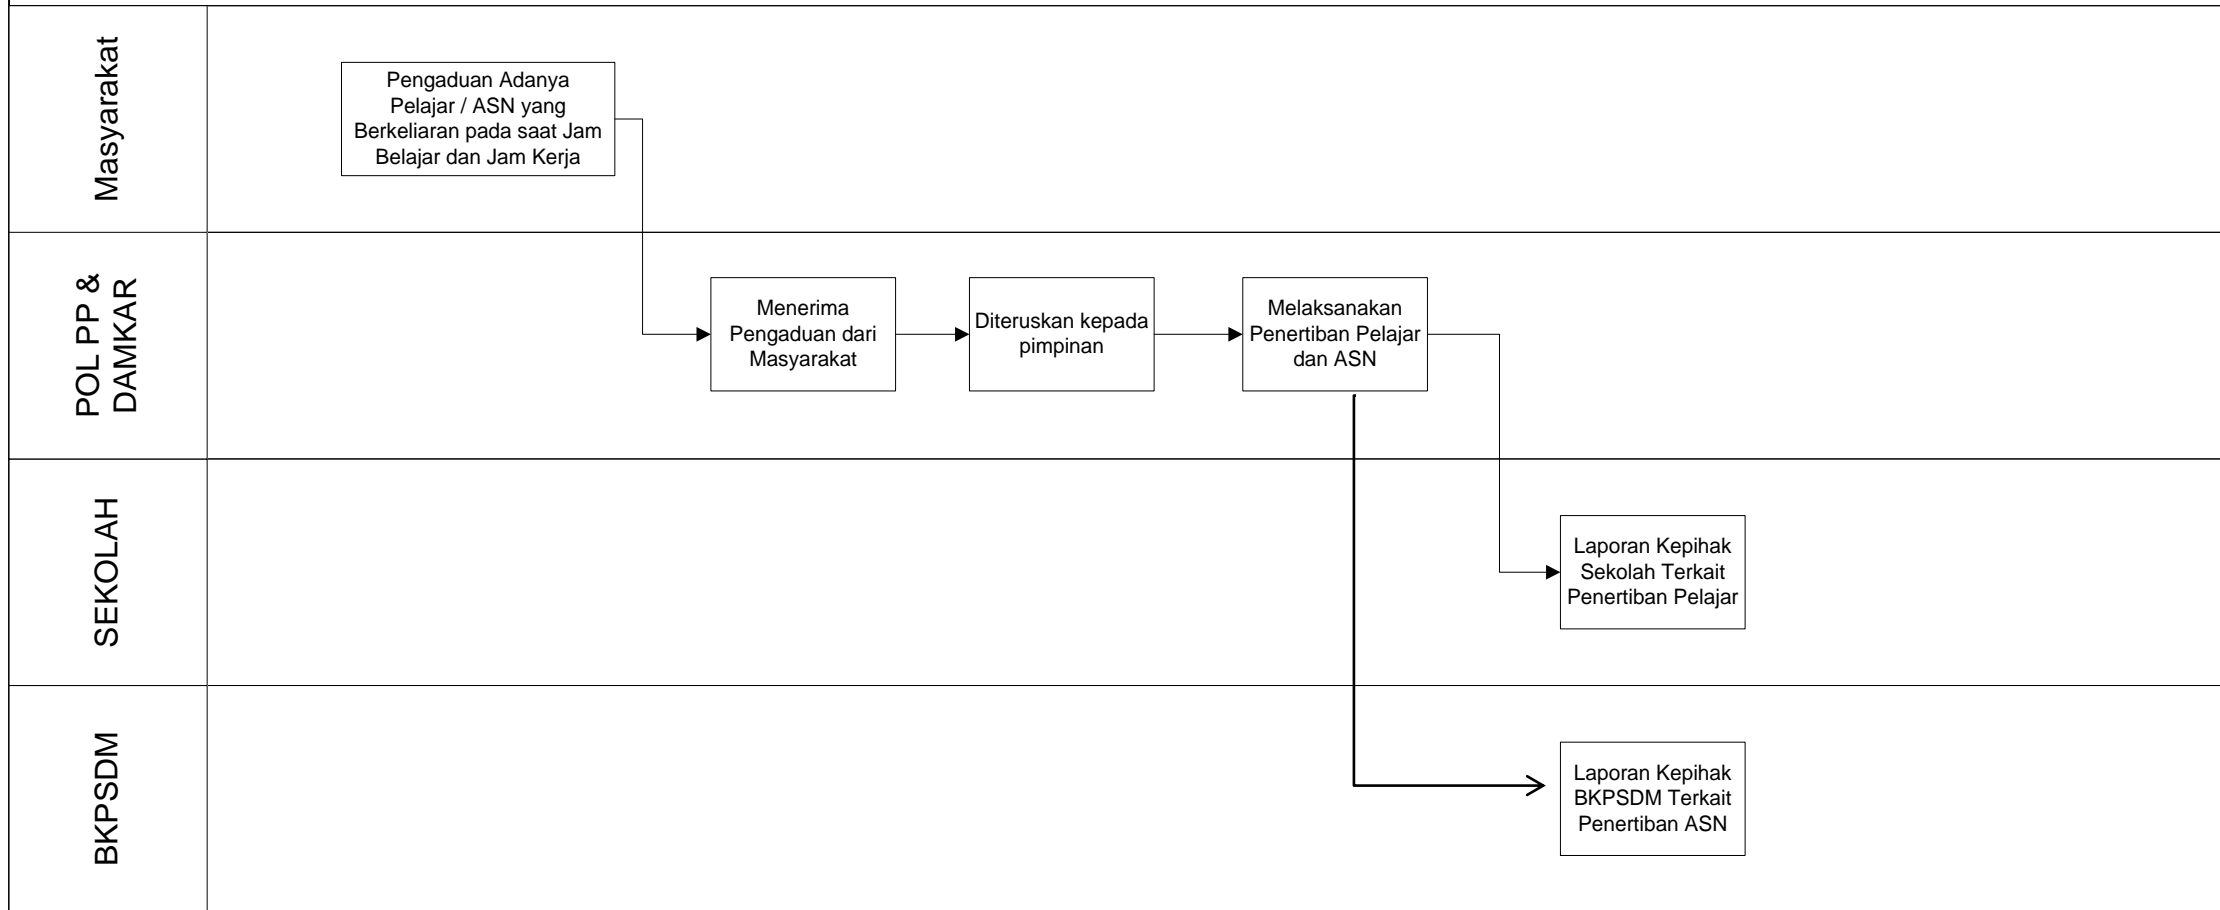 Masyarakat
Pengaduan Adanya
Pelajar / ASN yang
Berkeliaran pada saat Jam
Belajar dan Jam Kerja
POL PP &
DAMKAR
Menerima
Pengaduan dari
Masyarakat
Diteruskan kepada
pimpinan
Melaksanakan
Penertiban Pelajar
dan ASN
SEKOLAH
Laporan Kepihak
Sekolah Terkait
Penertiban Pelajar
BKPSDM
Laporan Kepihak
BKPSDM Terkait
Penertiban ASN